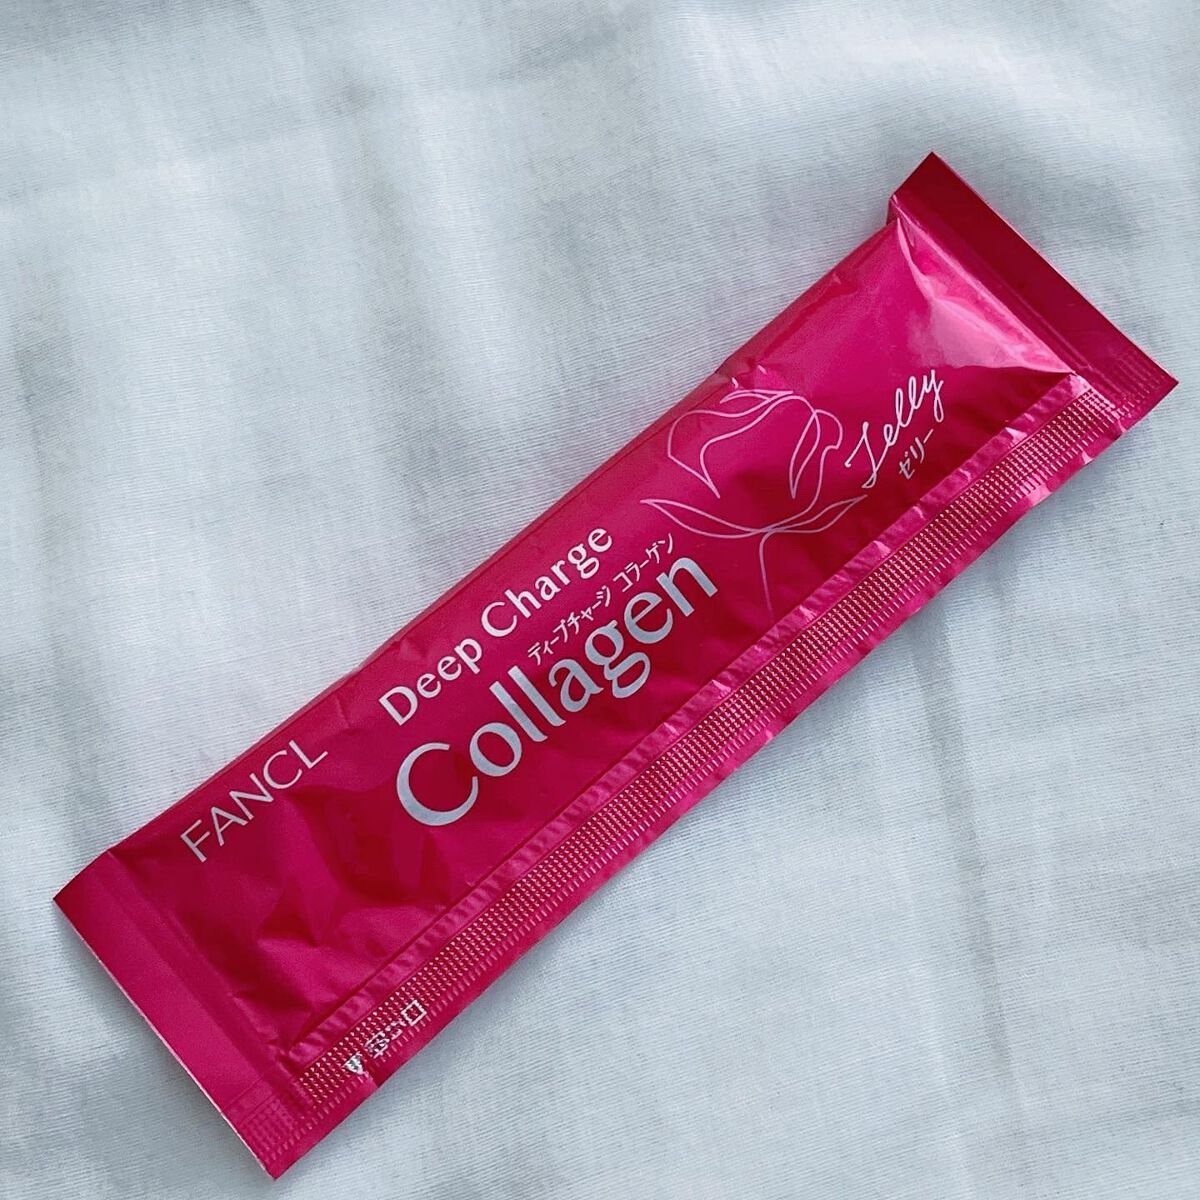 FANCL
Deep Charge
ディープチャージ コラーゲン
Collagen
Jelly
ゼリー